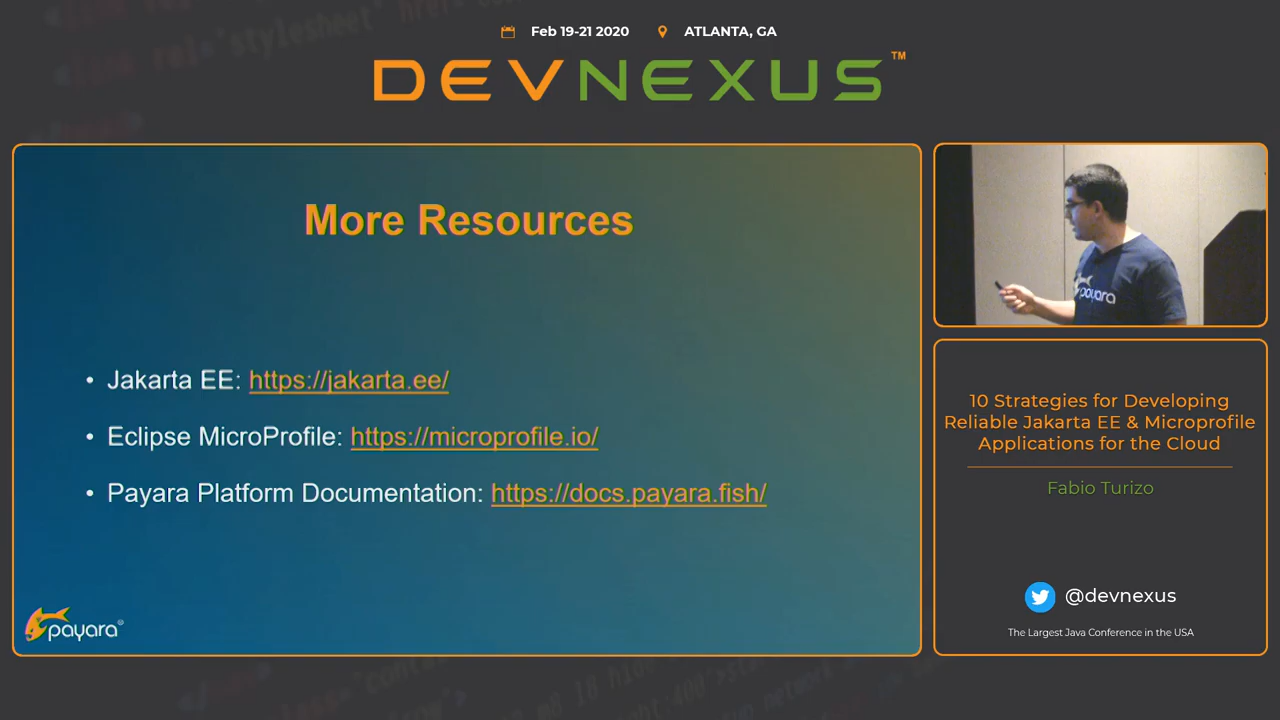 Feb 19-21 2020 ATLANTA, GA
DEVNEXUS™
More Resources
• Jakarta EE: https://jakarta.ee/
• Eclipse MicroProfile: https://microprofile.io/
• Payara Platform Documentation: https://docs.payara.fish/
payara®
payara
10 Strategies for Developing
Reliable Jakarta EE & Microprofile
Applications for the Cloud
Fabio Turizo
@devnexus
The Largest Java Conference in the USA